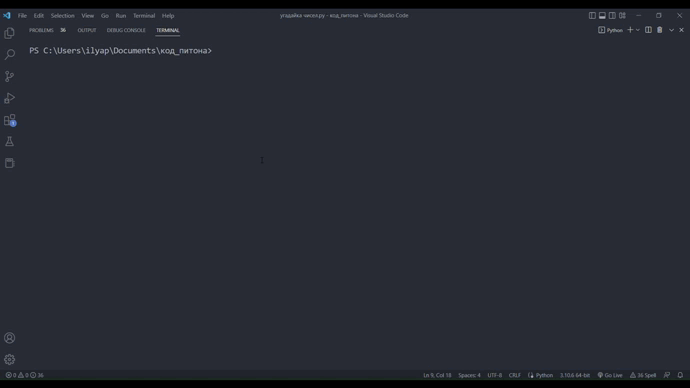 File Edit Selection View Go Run Terminal Help угадайка чисел.py - код_питона - Visual Studio Code
PROBLEMS 36 OUTPUT DEBUG CONSOLE TERMINAL Python
PS C:\Users\ilyap\Documents\код_питона>
0 0 36 Ln 9, Col 18 Spaces: 4 UTF-8 CRLF Python 3.10.6 64-bit Go Live 36 Spell